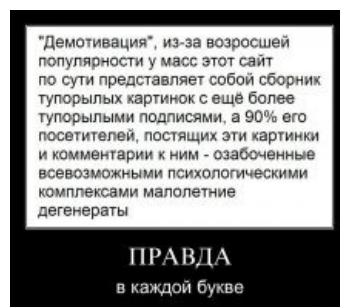 "Демотивация", из-за возросшей
популярности у масс этот сайт
по сути представляет собой сборник
тупорылых картинок с ещё более
тупорылыми подписями, а 90% его
посетителей, постящих эти картинки
и комментарии к ним - озабоченные
всевозможными психологическими
комплексами малолетние
дегенераты
ПРАВДА
в каждой букве